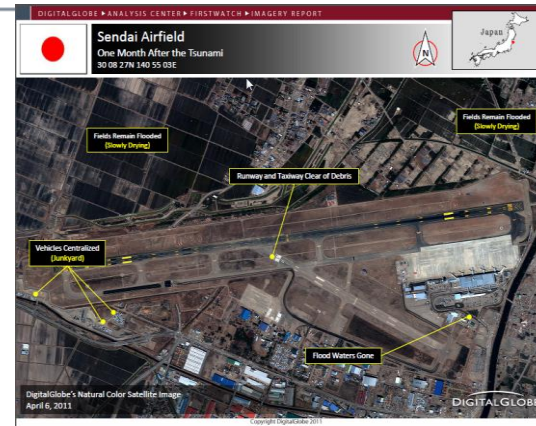 DIGITALGLOBE ▸ ANALYSIS CENTER ▸ FIRSTWATCH ▸ IMAGERY REPORT
Sendai Airfield
One Month After the Tsunami
30 08 27N 140 55 03E
N
Japan
Fields Remain Flooded
(Slowly Drying)
Fields Remain Flooded
(Slowly Drying)
Runway and Taxiway Clear of Debris
Vehicles Centralized
(Junkyard)
Flood Waters Gone
DigitalGlobe's Natural Color Satellite Image
April 6, 2011
DIGITALGLOBE
Copyright DigitalGlobe 2011